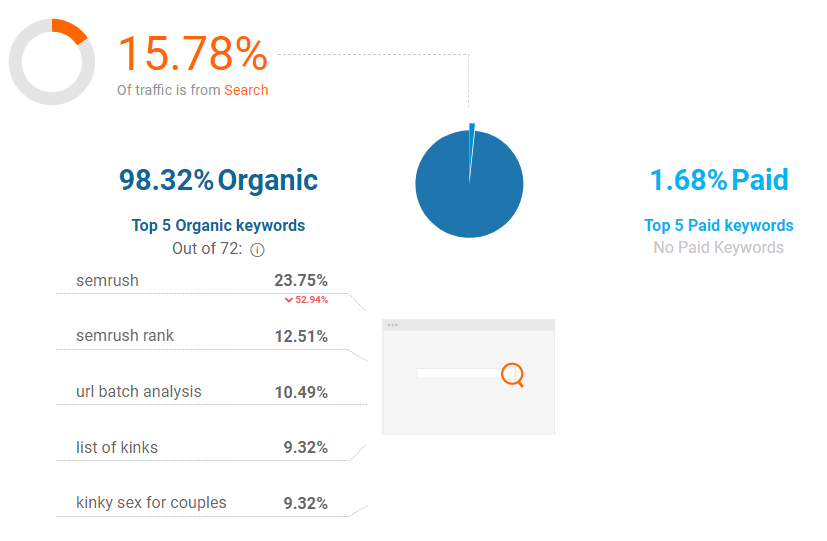 15.78%
Of traffic is from Search
98.32% Organic
Top 5 Organic keywords
Out of 72:
semrush 23.75%
52.94%
semrush rank 12.51%
url batch analysis 10.49%
list of kinks 9.32%
kinky sex for couples 9.32%
1.68% Paid
Top 5 Paid keywords
No Paid Keywords